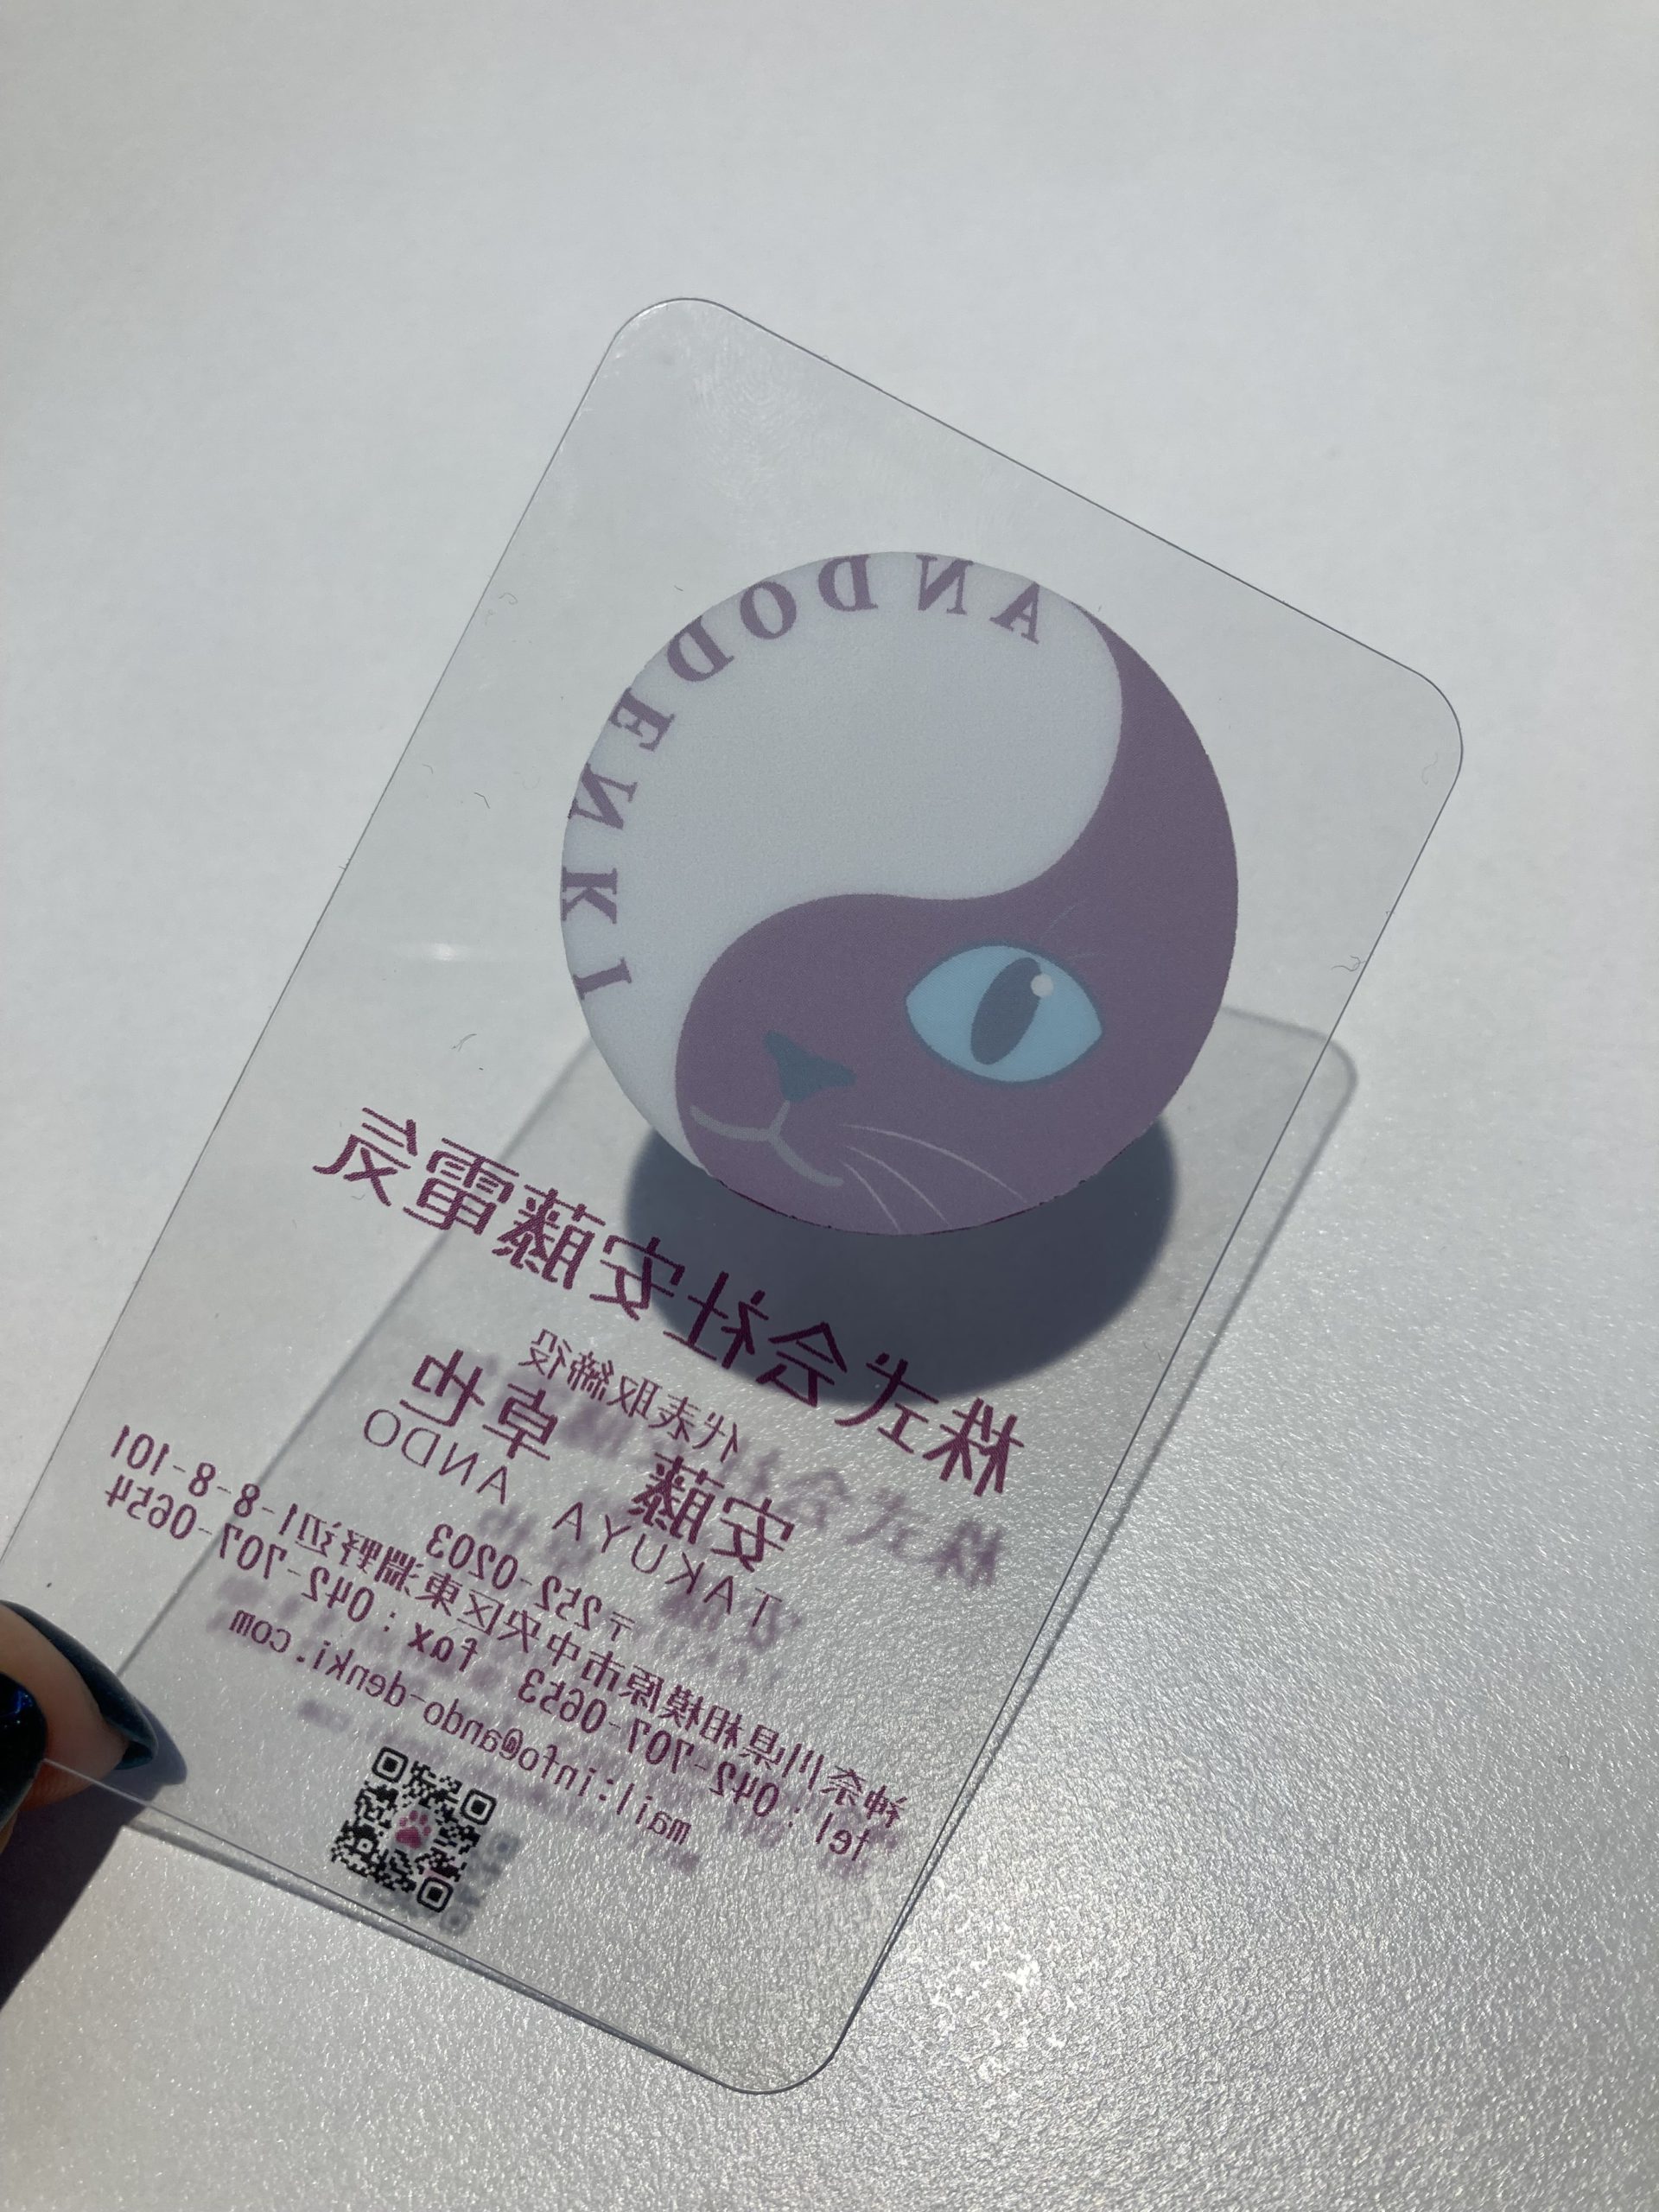 ANDODENKI
株式会社安藤電気
代表取締役
安藤 卓也
TAKUYA ANDO
〒252-0203
神奈川県相模原市中央区東淵野辺1-8-8-101
tel : 042-707-0653 fax : 042-707-0654
mail:info@ando-denki.com